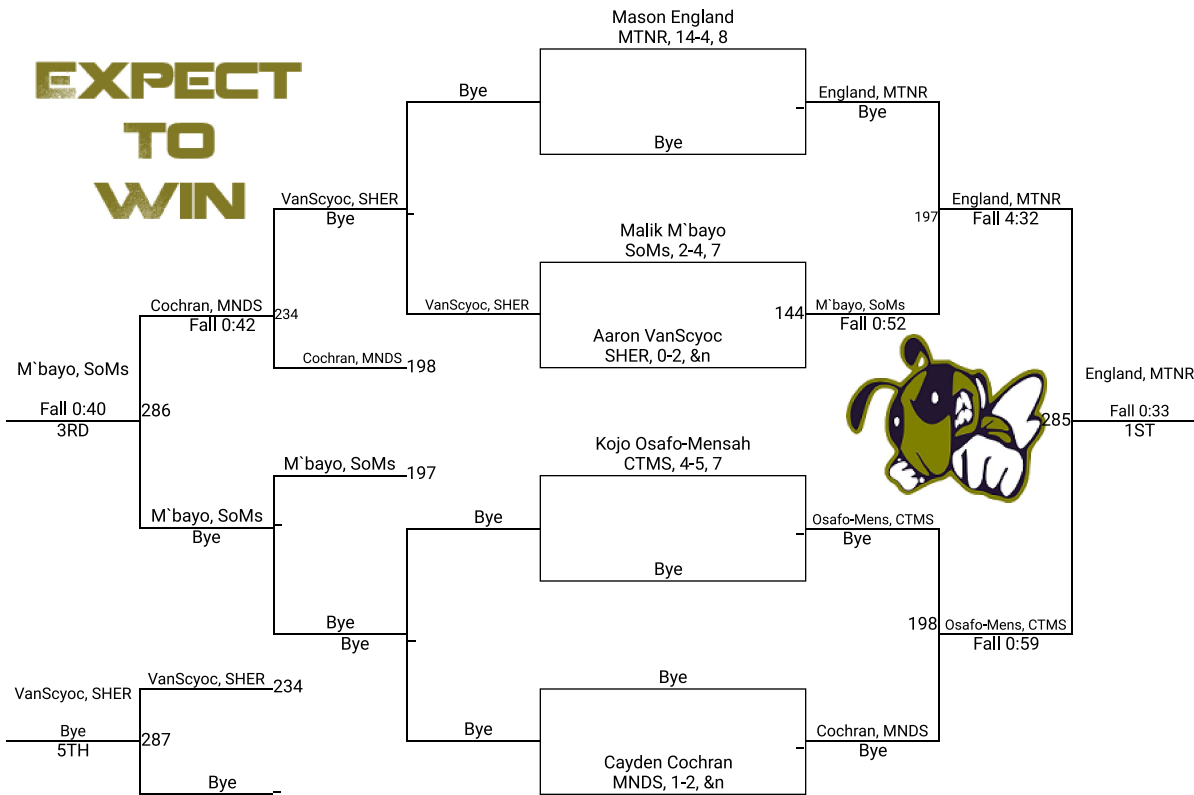 EXPECT
TO
WIN
Mason England
MTNR, 14-4, 8
Bye
England, MTNR
Bye
Bye
VanScyoc, SHER
Bye
England, MTNR
197
Fall 4:32
Malik M`bayo
SoMs, 2-4, 7
Cochran, MNDS
234
Fall 0:42
VanScyoc, SHER
144
M`bayo, SoMs
Fall 0:52
Aaron VanScyoc
SHER, 0-2, &n
Cochran, MNDS
198
M`bayo, SoMs
England, MTNR
Fall 0:40
286
3RD
285
Fall 0:33
1ST
Kojo Osafo-Mensah
CTMS, 4-5, 7
M`bayo, SoMs
197
M`bayo, SoMs
Bye
Bye
Osafo-Mens, CTMS
Bye
Bye
Bye
Bye
198
Osafo-Mens, CTMS
Fall 0:59
VanScyoc, SHER
VanScyoc, SHER
234
Bye
Bye
5TH
287
Bye
Cochran, MNDS
Bye
Cayden Cochran
MNDS, 1-2, &n
Bye